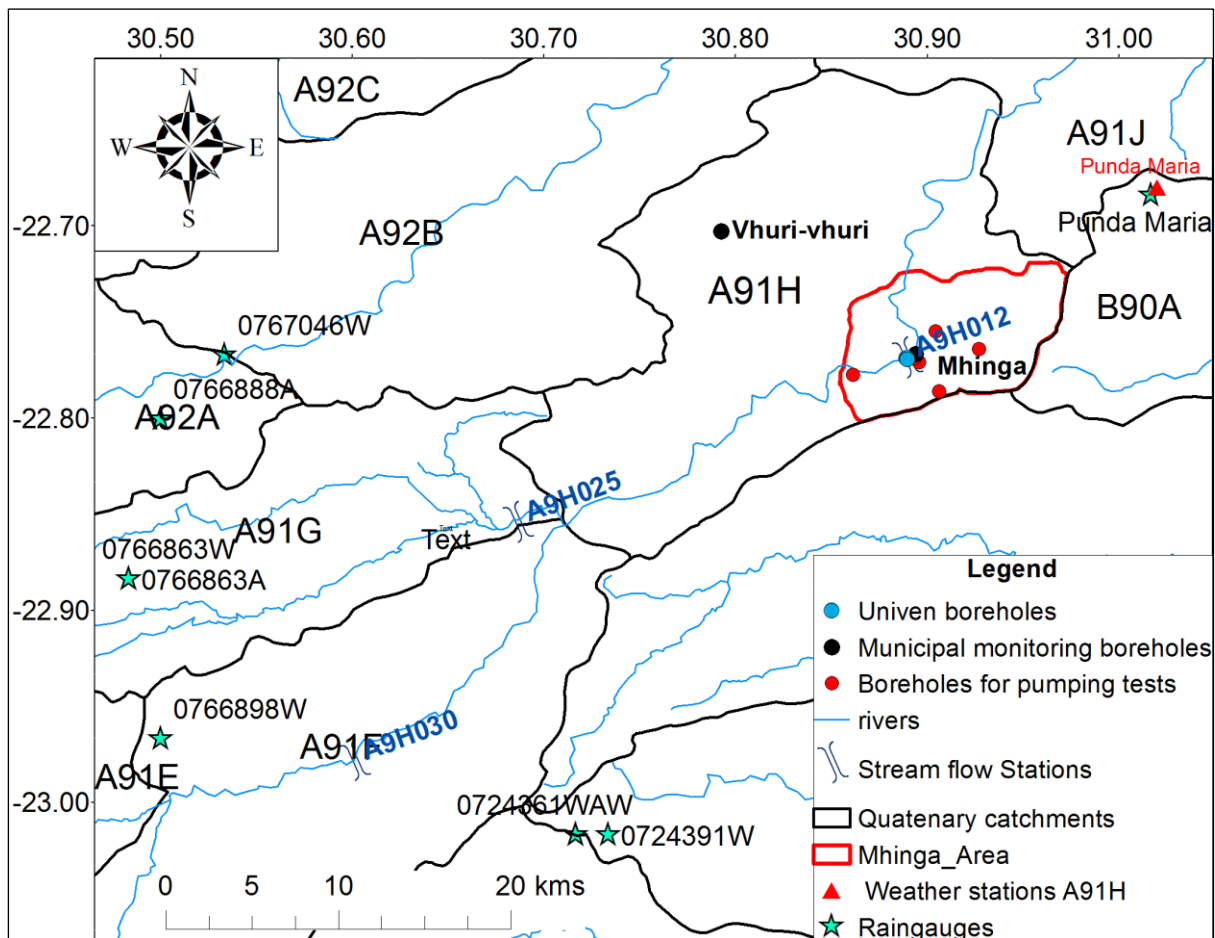 30.50 30.60 30.70 30.80 30.90 31.00
N
W E
S
A92C
A91J
Punda Maria
Punda Maria
-22.70
A92B
Vhuri-vhuri
A91H
B90A
0767046W
A9H012
Mhinga
0766888A
-22.80
A92A
A9H025
A91G
Text
Text
0766863W
0766863A
-22.90
0766898W
A91F
A9H030
A91E
-23.00
0724361WAW
0724391W
0 5 10 20 kms
Legend
Univen boreholes
Municipal monitoring boreholes
Boreholes for pumping tests
rivers
Stream flow Stations
Quatenary catchments
Mhinga_Area
Weather stations A91H
Raingauges